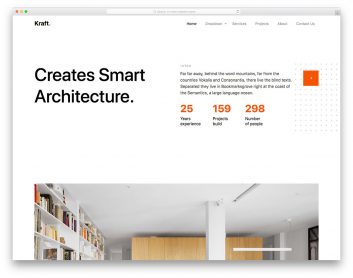 Kraft.
Home Dropdown Services Projects About Contact Us
Creates Smart
Architecture.
INTRO
Far far away, behind the word mountains, far from the
countries Vokalia and Consonantia, there live the blind texts.
Separated they live in Bookmarksgrove right at the coast of
the Semantics, a large language ocean.
25 159 298
Years Projects Number
experience build of people